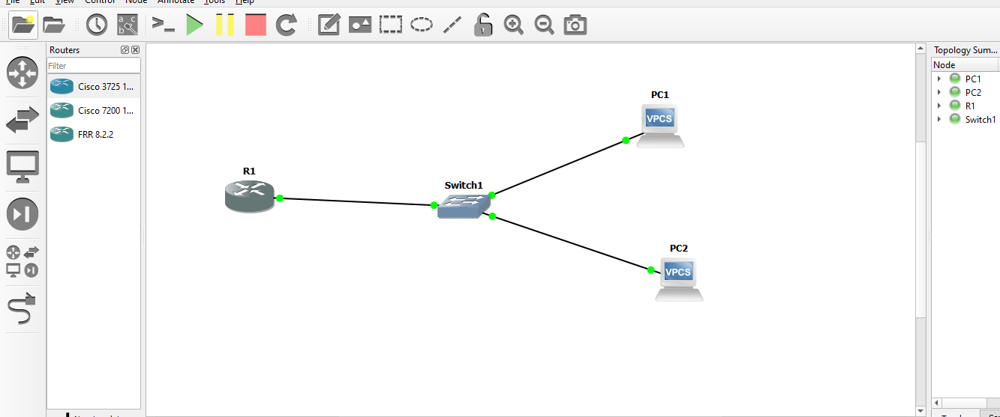 File Edit View Control Node Annotate Tools Help
Routers
Filter
Cisco 3725 1...
Cisco 7200 1...
FRR 8.2.2
R1
Switch1
PC1
VPCS
PC2
VPCS
Topology Sum...
Node
PC1
PC2
R1
Switch1